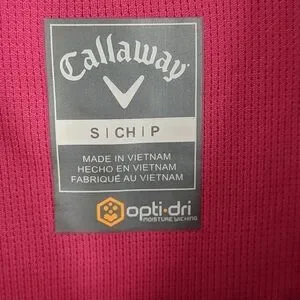 Callaway
S | CH | P
MADE IN VIETNAM
HECHO EN VIETNAM
FABRIQUÉ AU VIETNAM
opti·dri
MOISTURE WICKING